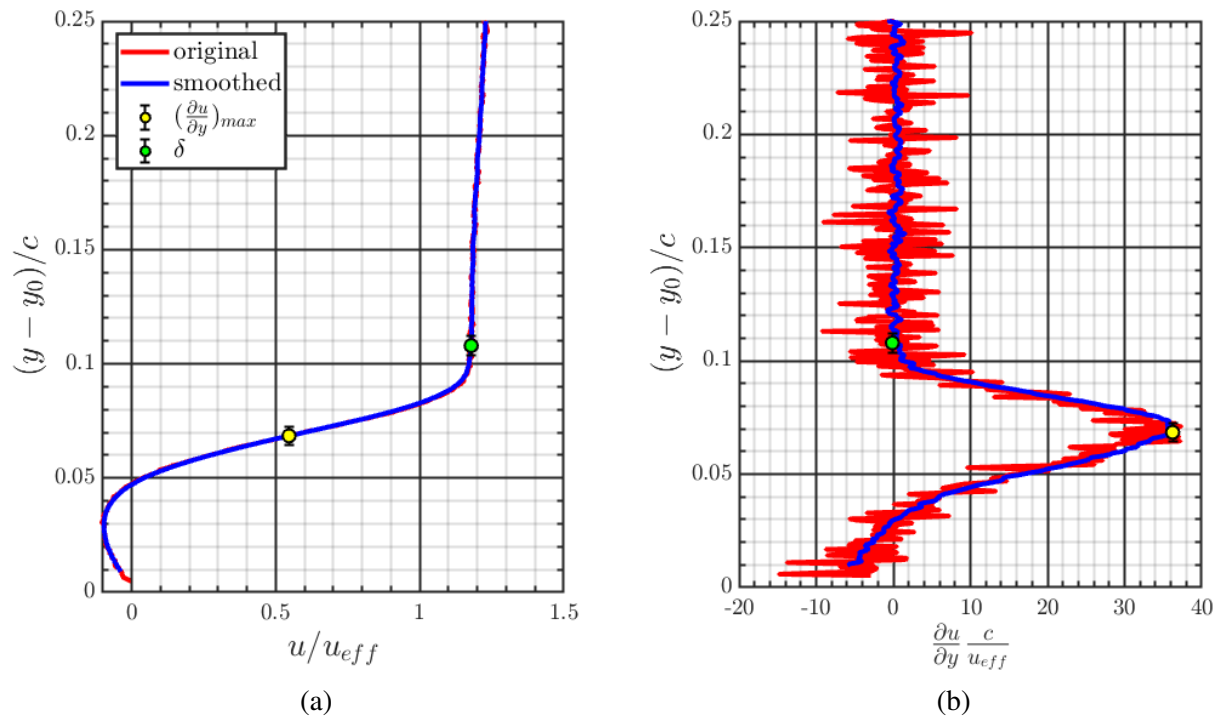 0.25
0.25
0.15
0.1
0.05
0
(y − y₀)/c
original
smoothed
(∂u/∂y)max
δ
0 0.5 1 1.5
u/u_eff
(a)
0.25
0.25
0.15
0.1
0.05
0
(y − y₀)/c
-20 -10 0 10 20 30 40
∂u/∂y c/u_eff
(b)